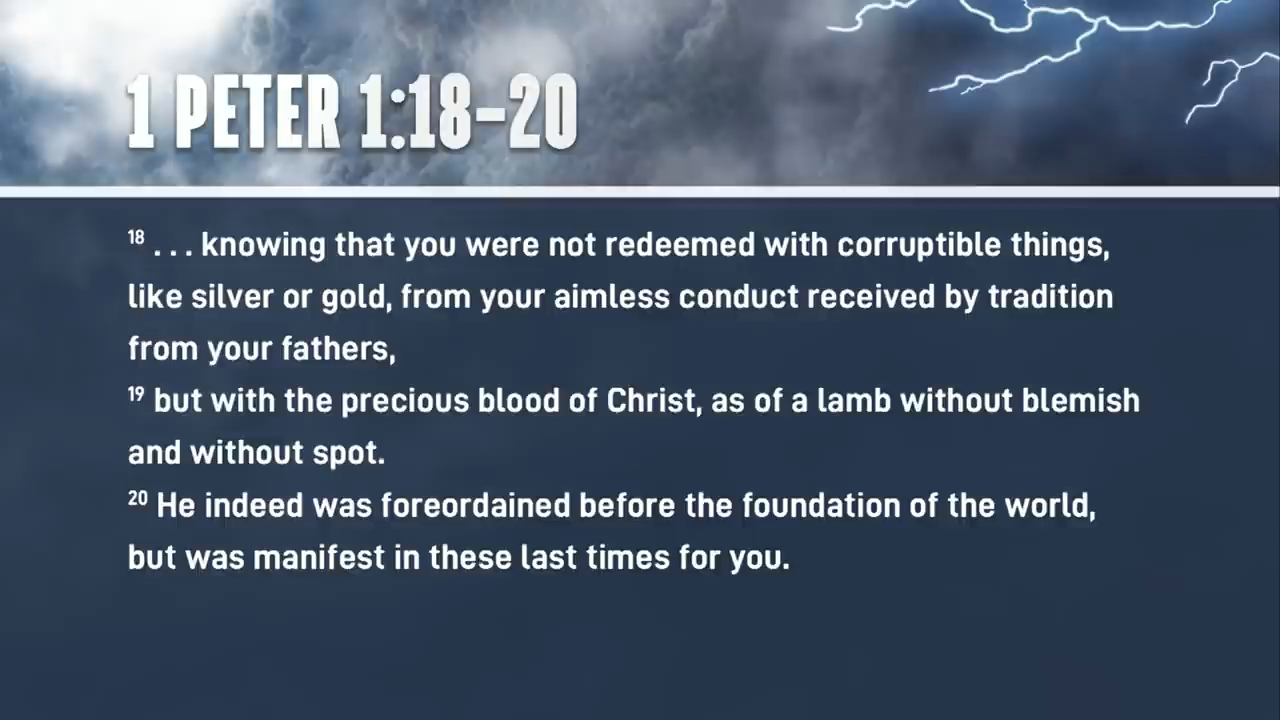 1 PETER 1:18–20
18 . . . knowing that you were not redeemed with corruptible things,
like silver or gold, from your aimless conduct received by tradition
from your fathers,
19 but with the precious blood of Christ, as of a lamb without blemish
and without spot.
20 He indeed was foreordained before the foundation of the world,
but was manifest in these last times for you.